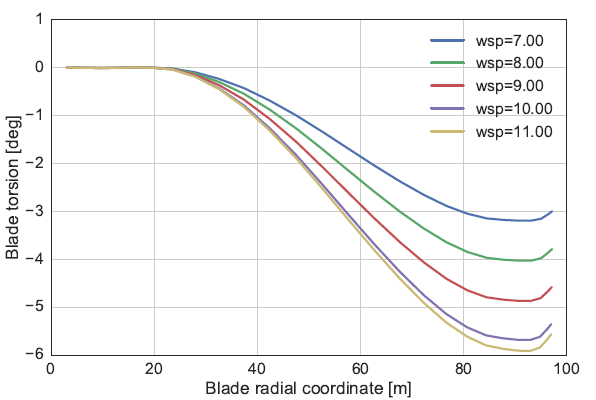 1
0
−1
−2
−3
−4
−5
−6
0
20
40
60
80
100
Blade torsion [deg]
Blade radial coordinate [m]
wsp=7.00
wsp=8.00
wsp=9.00
wsp=10.00
wsp=11.00